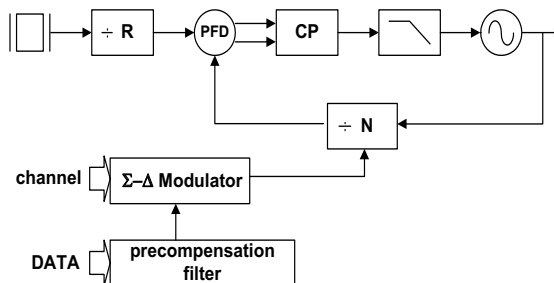 ÷ R
PFD
CP
÷ N
channel
Σ–Δ Modulator
DATA
precompensation
filter